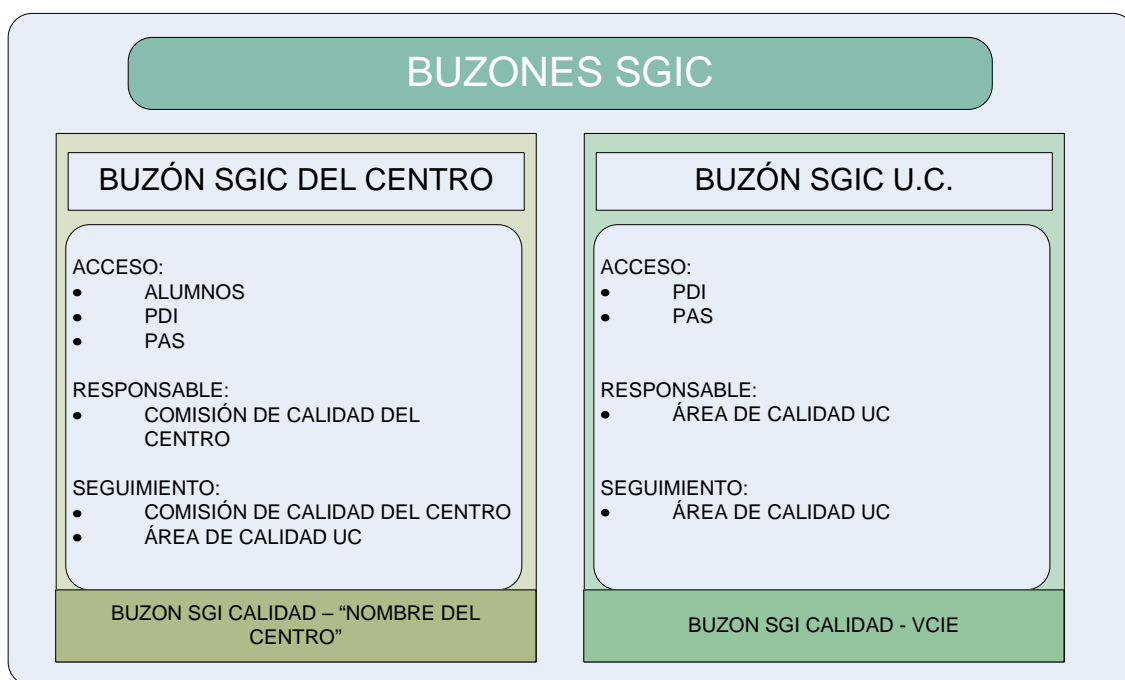 BUZONES SGIC
BUZÓN SGIC DEL CENTRO
ACCESO:
• ALUMNOS
• PDI
• PAS
RESPONSABLE:
• COMISIÓN DE CALIDAD DEL
CENTRO
SEGUIMIENTO:
• COMISIÓN DE CALIDAD DEL CENTRO
• ÁREA DE CALIDAD UC
BUZON SGI CALIDAD – “NOMBRE DEL
CENTRO”
BUZÓN SGIC U.C.
ACCESO:
• PDI
• PAS
RESPONSABLE:
• ÁREA DE CALIDAD UC
SEGUIMIENTO:
• ÁREA DE CALIDAD UC
BUZON SGI CALIDAD - VCIE